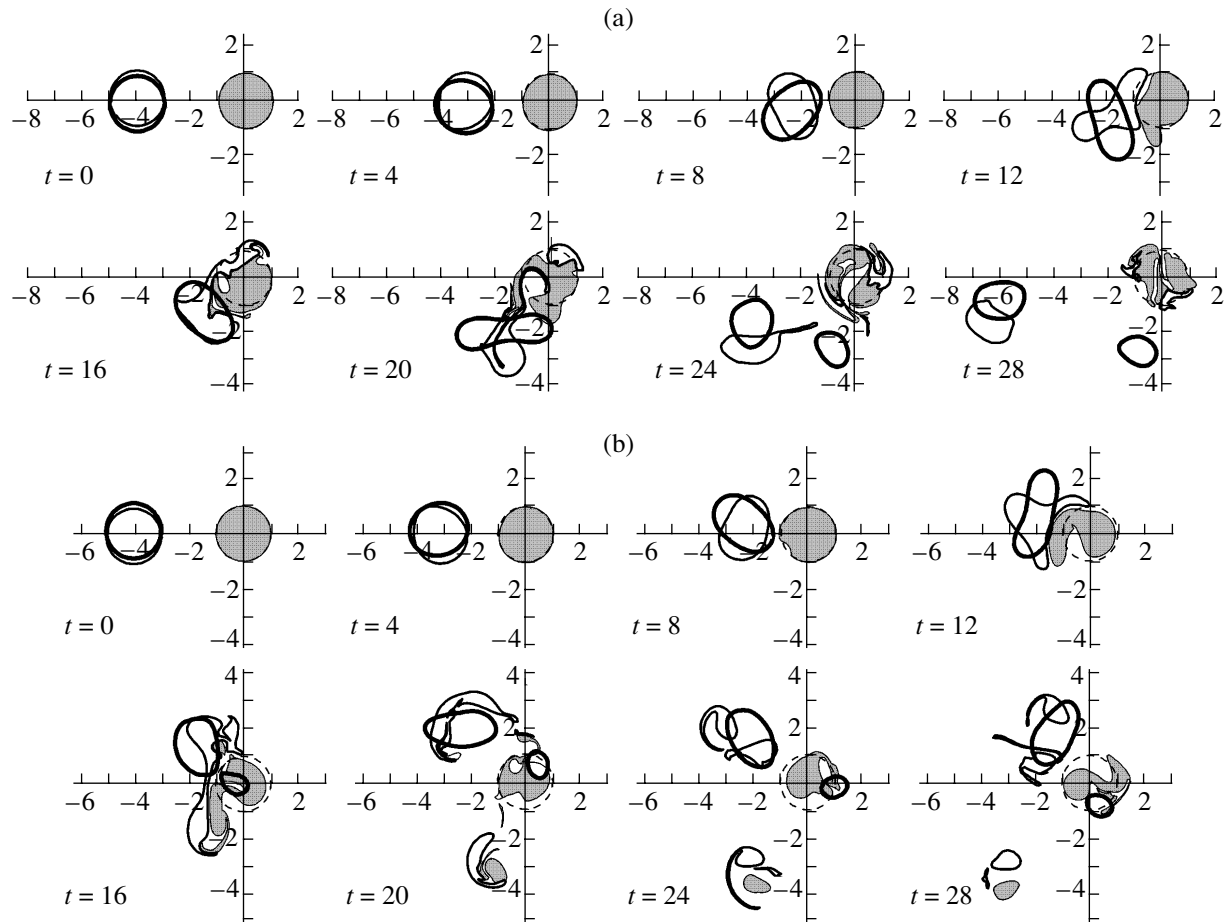 (a)
2 2 2 2
−8 −6 −4 −2 2 −8 −6 −4 −2 2 −8 −6 −4 −2 2 −8 −6 −4 −2 2
−2 −2 −2 −2
t = 0 t = 4 t = 8 t = 12
2 2 2 2
−8 −6 −4 −2 2 −8 −6 −4 −2 2 −8 −6 −4 −2 2 −8 −6 −4 −2 2
−2 −2 −2 −2
t = 16 t = 20 t = 24 t = 28
−4 −4 −4 −4
(b)
2 2 2 2
−6 −4 −2 2 −6 −4 −2 2 −6 −4 −2 2 −6 −4 −2 2
−2 −2 −2 −2
t = 0 t = 4 t = 8 t = 12
−4 −4 −4 −4
4 4 4 4
2 2 2 2
−6 −4 −2 2 −6 −4 −2 2 −6 −4 −2 2 −6 −4 −2 2
−2 −2 −2 −2
t = 16 t = 20 t = 24 t = 28
−4 −4 −4 −4